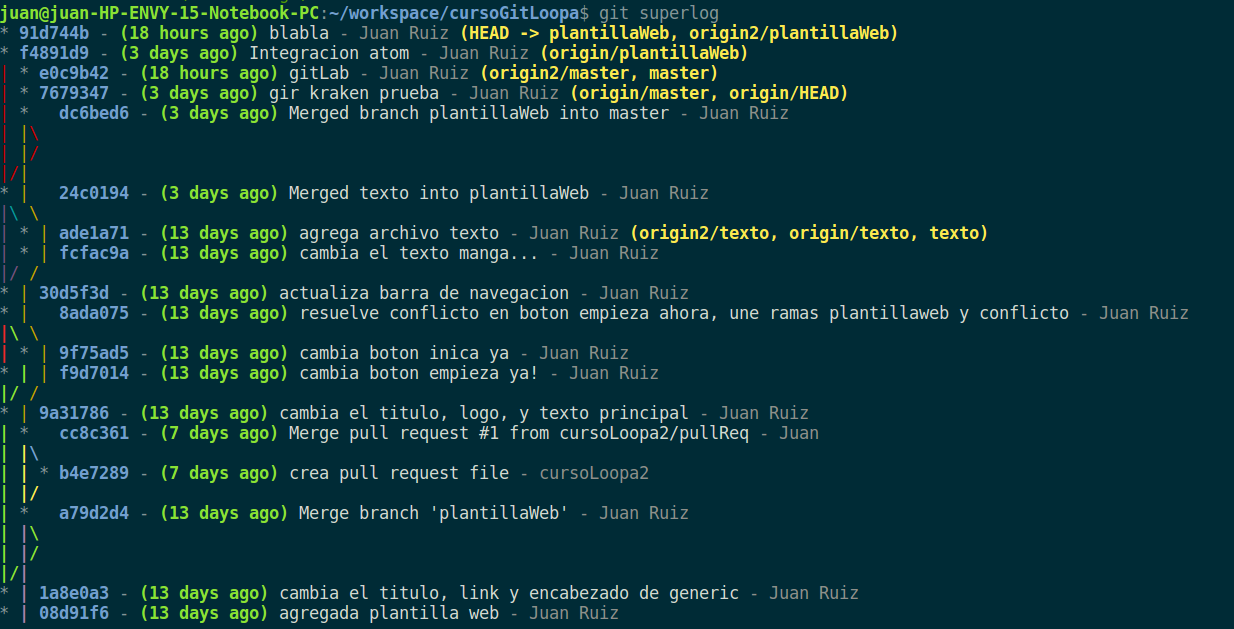 juan@juan-HP-ENVY-15-Notebook-PC:~/workspace/cursoGitLoopa$ git superlog
* 91d744b - (18 hours ago) blabla - Juan Ruiz (HEAD -> plantillaWeb, origin2/plantillaWeb)
* f4891d9 - (3 days ago) Integracion atom - Juan Ruiz (origin/plantillaWeb)
| * e0c9b42 - (18 hours ago) gitLab - Juan Ruiz (origin2/master, master)
| * 7679347 - (3 days ago) gir kraken prueba - Juan Ruiz (origin/master, origin/HEAD)
| *   dc6bed6 - (3 days ago) Merged branch plantillaWeb into master - Juan Ruiz
| |\
| |/
|/|
* |   24c0194 - (3 days ago) Merged texto into plantillaWeb - Juan Ruiz
|\ \
| * | ade1a71 - (13 days ago) agrega archivo texto - Juan Ruiz (origin2/texto, origin/texto, texto)
| * | fcfac9a - (13 days ago) cambia el texto manga... - Juan Ruiz
|/ /
* | 30d5f3d - (13 days ago) actualiza barra de navegacion - Juan Ruiz
* |   8ada075 - (13 days ago) resuelve conflicto en boton empieza ahora, une ramas plantillaweb y conflicto - Juan Ruiz
|\ \
| * | 9f75ad5 - (13 days ago) cambia boton inica ya - Juan Ruiz
* | | f9d7014 - (13 days ago) cambia boton empieza ya! - Juan Ruiz
|/ /
* | 9a31786 - (13 days ago) cambia el titulo, logo, y texto principal - Juan Ruiz
| *   cc8c361 - (7 days ago) Merge pull request #1 from cursoLoopa2/pullReq - Juan
| |\
| | * b4e7289 - (7 days ago) crea pull request file - cursoLoopa2
| |/
| *   a79d2d4 - (13 days ago) Merge branch 'plantillaWeb' - Juan Ruiz
| |\
| |/
|/|
* | 1a8e0a3 - (13 days ago) cambia el titulo, link y encabezado de generic - Juan Ruiz
* | 08d91f6 - (13 days ago) agregada plantilla web - Juan Ruiz